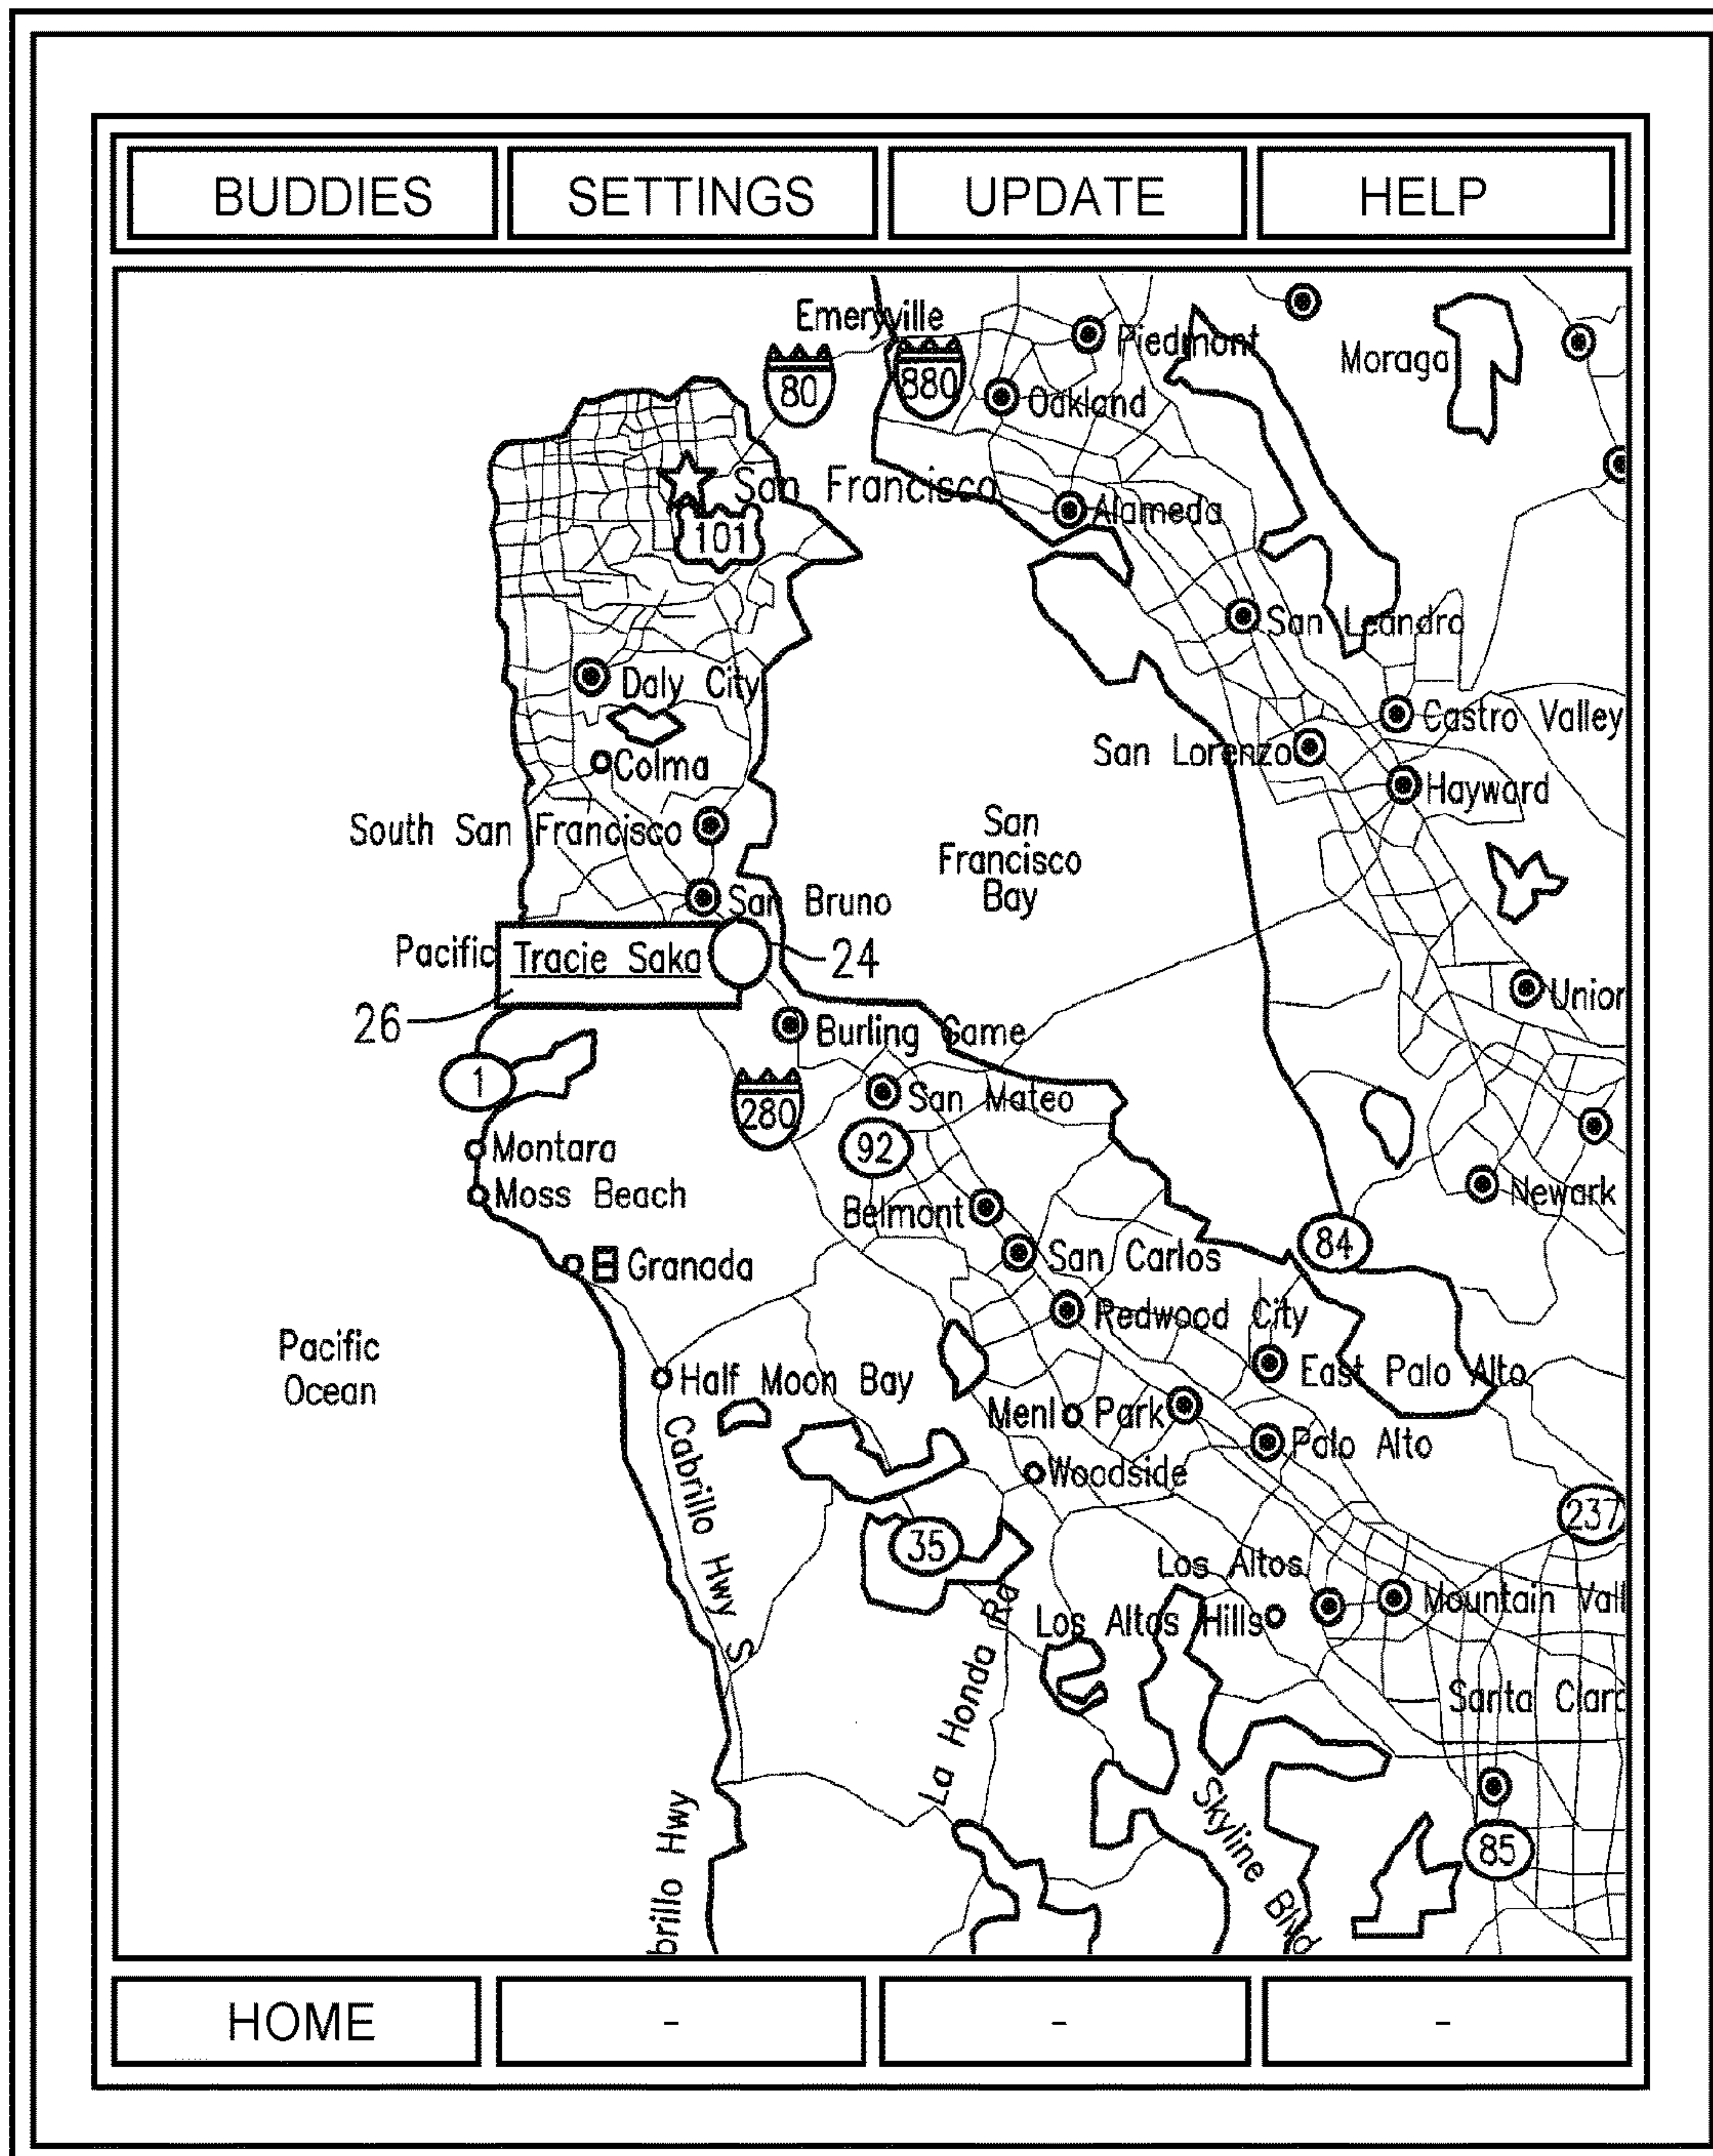 BUDDIES
SETTINGS
UPDATE
HELP
Emeryville
Piedmont
Moraga
80
880
Oakland
San Francisco
Alameda
101
San Leandro
Daly City
Castro Valley
San Lorenzo
Colma
Hayward
South San Francisco
San
Francisco
Bay
San Bruno
Pacific
Tracie Saka
24
Union
26
Burling Game
1
280
San Mateo
92
Montara
Moss Beach
Newark
Belmont
84
San Carlos
Granada
Redwood City
Pacific
Ocean
East Palo Alto
Half Moon Bay
Menl Park
Palo Alto
Woodside
Cabrillo Hwy S
237
35
Los Altos
Mountain Vall
Los Altos Hills
La Honda Rd
Santa Clara
Skyline Blvd
85
brillo Hwy
HOME
-
-
-